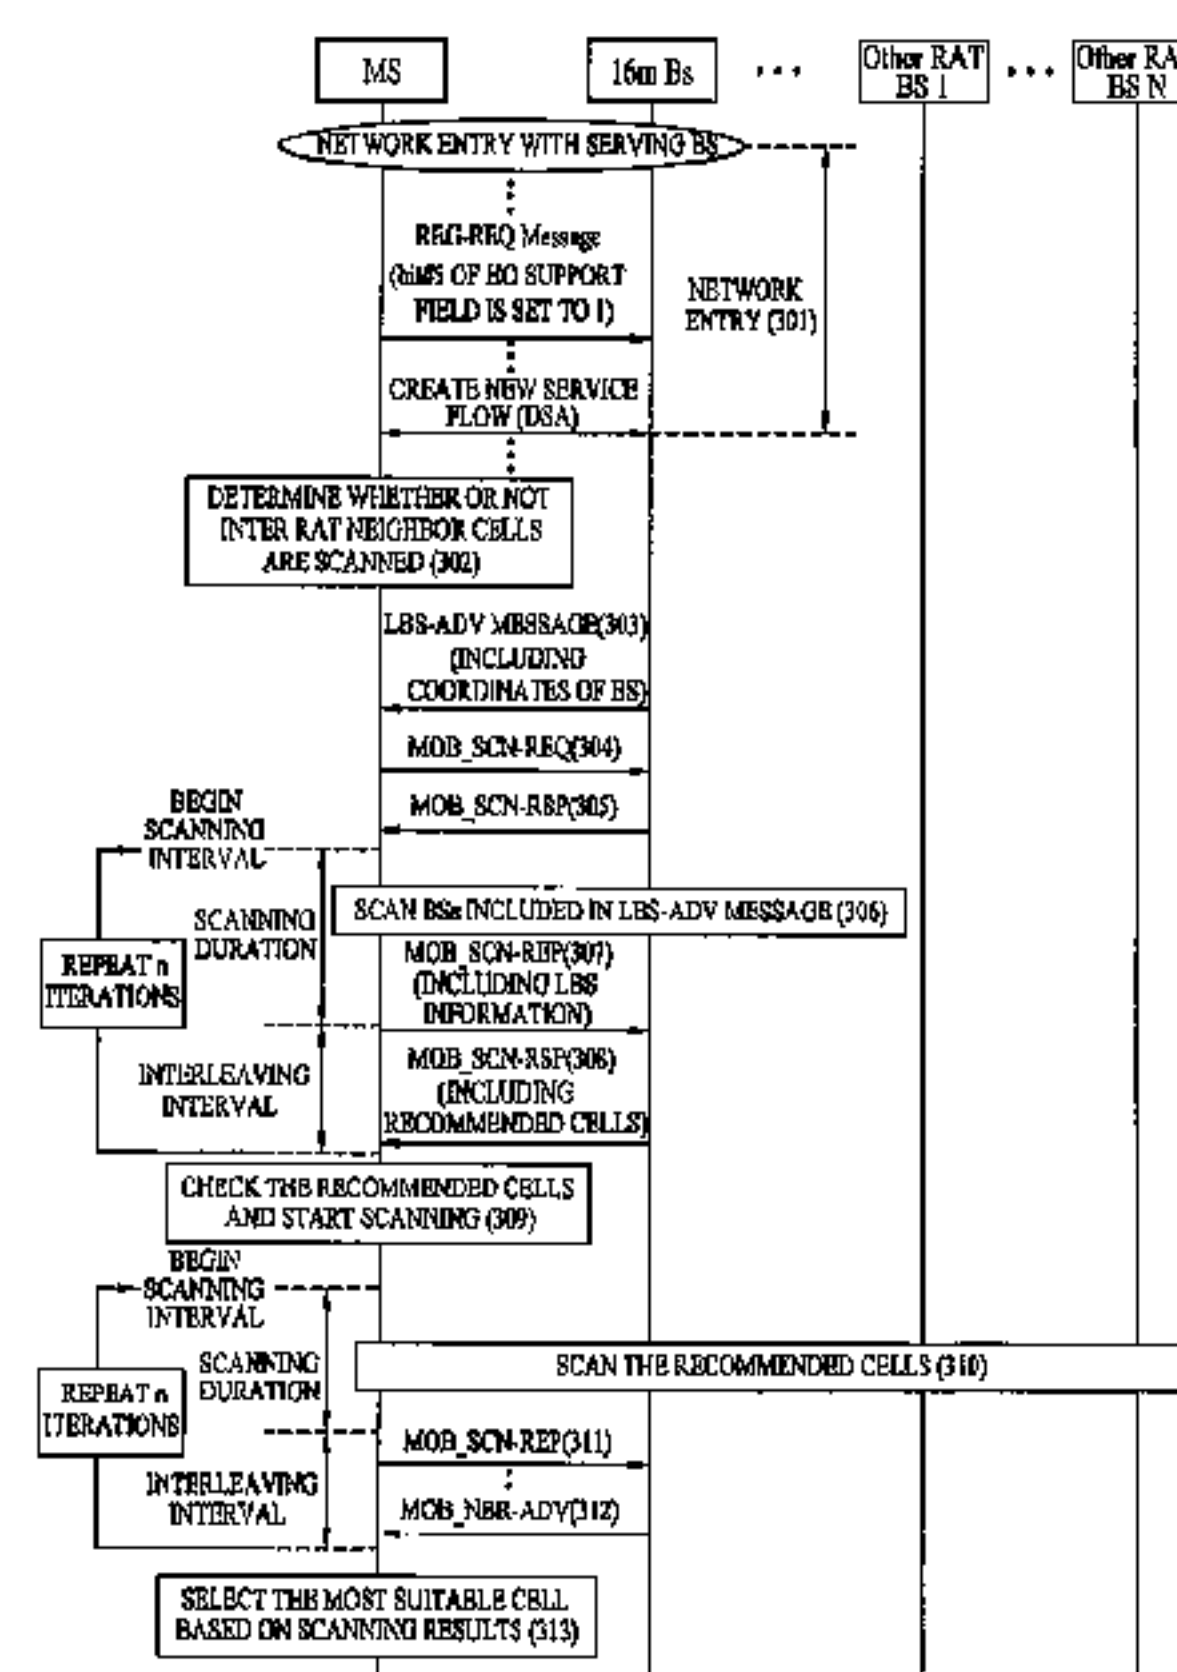 MS
16m Bs
Other RAT
BS 1
Other RA
BS N
NETWORK ENTRY WITH SERVING BS
REG-REQ Message
OF HO SUPPORT
FIELD IS SET TO 1)
NETWORK
ENTRY (301)
CREATE NEW SERVICE
FLOW (DSA)
DETERMINE WHETHER OR NOT
INTER RAT NEIGHBOR CELLS
ARE SCANNED (302)
LBS-ADV MESSAGE(303)
(INCLUDING
COORDINATES OF BS)
MOB_SCN-REQ(304)
MOB_SCN-RSP(305)
BEGIN
SCANNING
INTERVAL
SCAN BSs INCLUDED IN LBS-ADV MESSAGE (306)
SCANNING
DURATION
REPEAT n
ITERATIONS
MOB_SCN-REP(307)
(INCLUDING LBS
INFORMATION)
INTERLEAVING
INTERVAL
MOB_SCN-RSP(308)
(INCLUDING
RECOMMENDED CELLS)
CHECK THE RECOMMENDED CELLS
AND START SCANNING (309)
BEGIN
SCANNING
INTERVAL
SCAN THE RECOMMENDED CELLS (310)
SCANNING
DURATION
REPEAT n
ITERATIONS
MOB_SCN-REP(311)
INTERLEAVING
INTERVAL
MOB_NBR-ADV(312)
SELECT THE MOST SUITABLE CELL
BASED ON SCANNING RESULTS (313)